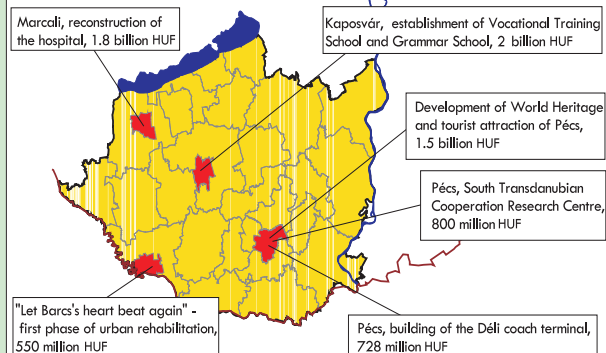 Marcali, reconstruction of
the hospital, 1.8 billion HUF
Kaposvár, establishment of Vocational Training
School and Grammar School, 2 billion HUF
Development of World Heritage
and tourist attraction of Pécs,
1.5 billion HUF
Pécs, South Transdanubian
Cooperation Research Centre,
800 million HUF
"Let Barcs's heart beat again" -
first phase of urban rehabilitation,
550 million HUF
Pécs, building of the Déli coach terminal,
728 million HUF